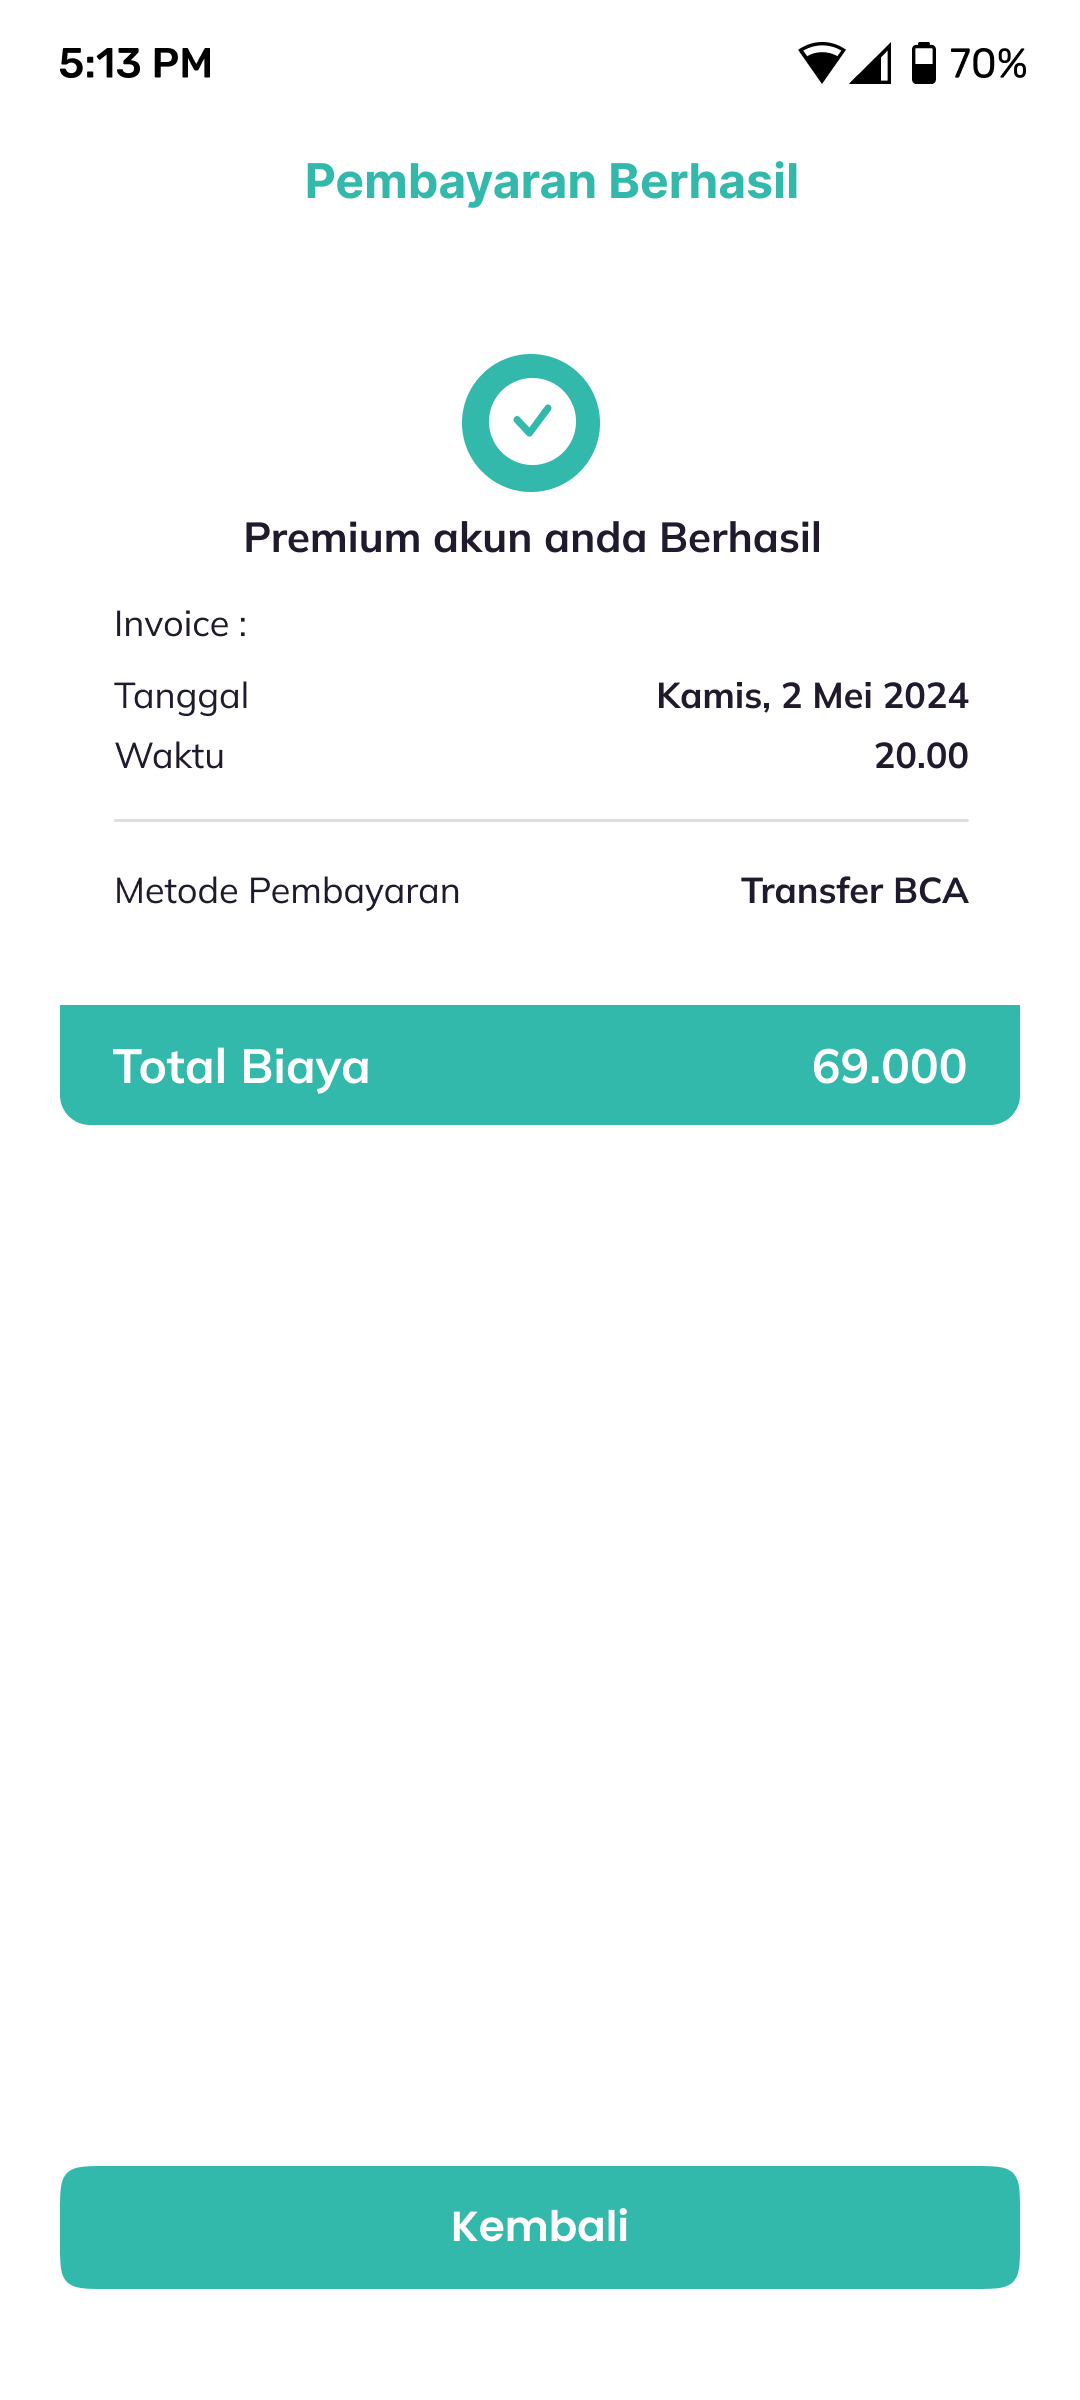 5:13 PM 70%
Pembayaran Berhasil
Premium akun anda Berhasil
Invoice :
Tanggal Kamis, 2 Mei 2024
Waktu 20.00
Metode Pembayaran Transfer BCA
Total Biaya 69.000
Kembali